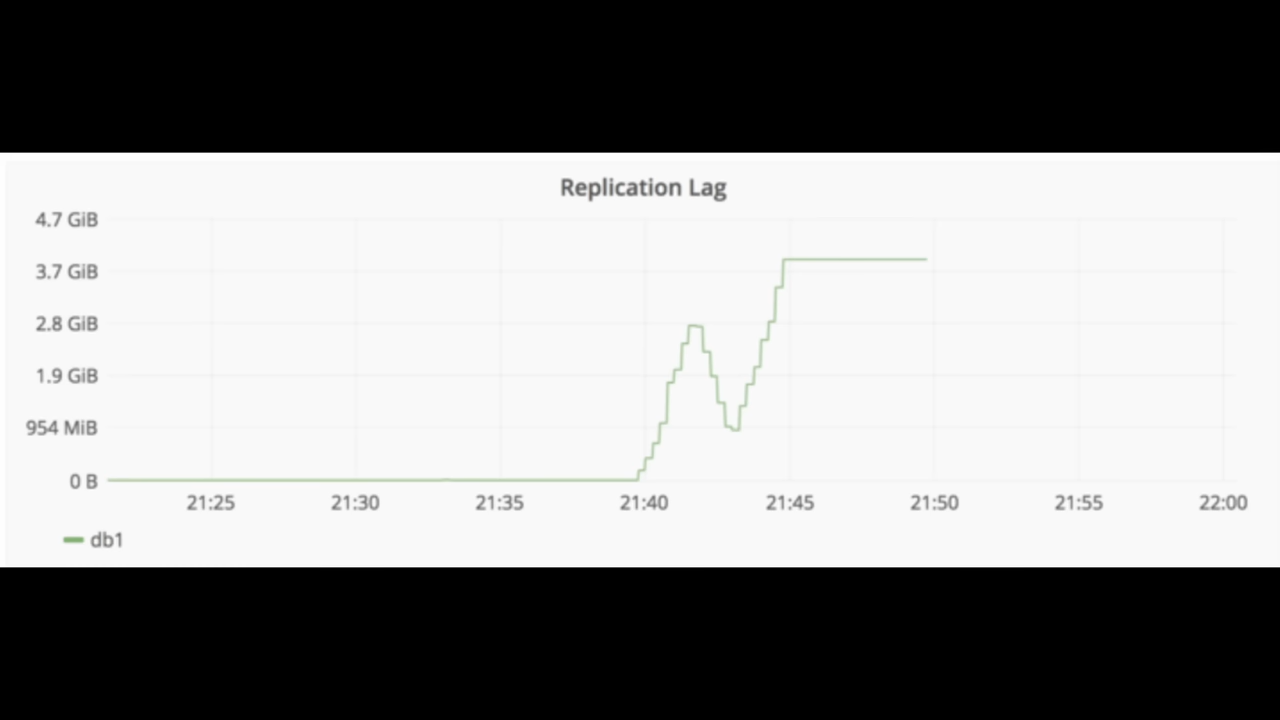 Replication Lag
4.7 GiB
3.7 GiB
2.8 GiB
1.9 GiB
954 MiB
0 B
21:25 21:30 21:35 21:40 21:45 21:50 21:55 22:00
db1